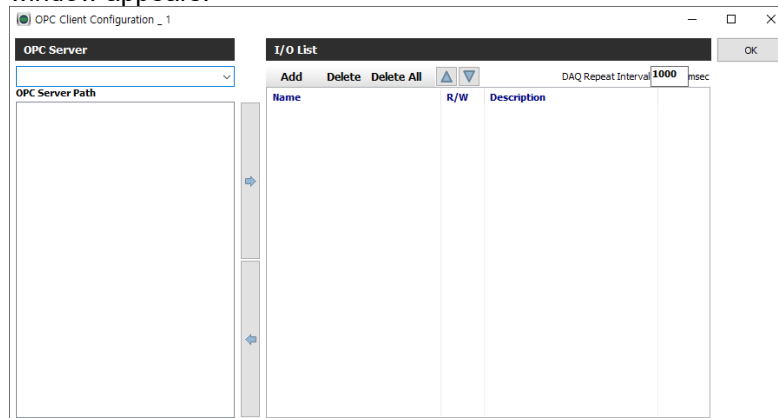 OPC Client Configuration _ 1
OPC Server
I/O List
OK
Add Delete Delete All
DAQ Repeat Interval 1000 msec
OPC Server Path
Name R/W Description